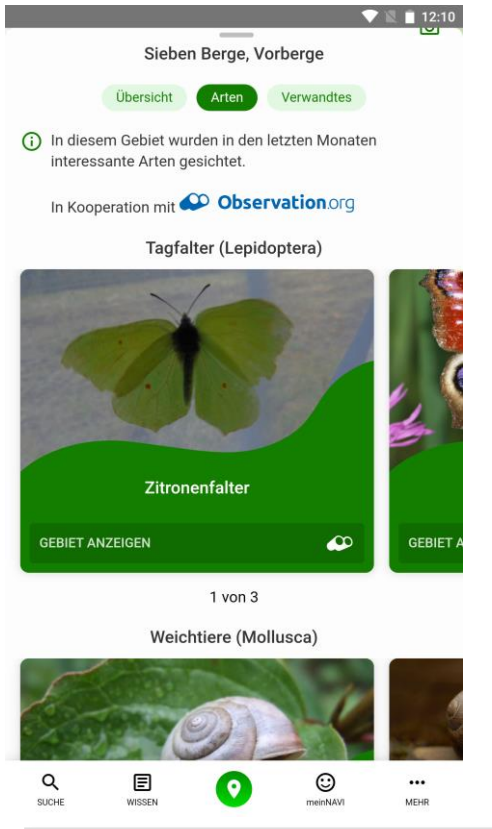 12:10
Sieben Berge, Vorberge
Übersicht Arten Verwandtes
In diesem Gebiet wurden in den letzten Monaten
interessante Arten gesichtet.
In Kooperation mit Observation.org
Tagfalter (Lepidoptera)
Zitronenfalter
GEBIET ANZEIGEN GEBIET A
1 von 3
Weichtiere (Mollusca)
SUCHE WISSEN meinNAVI MEHR